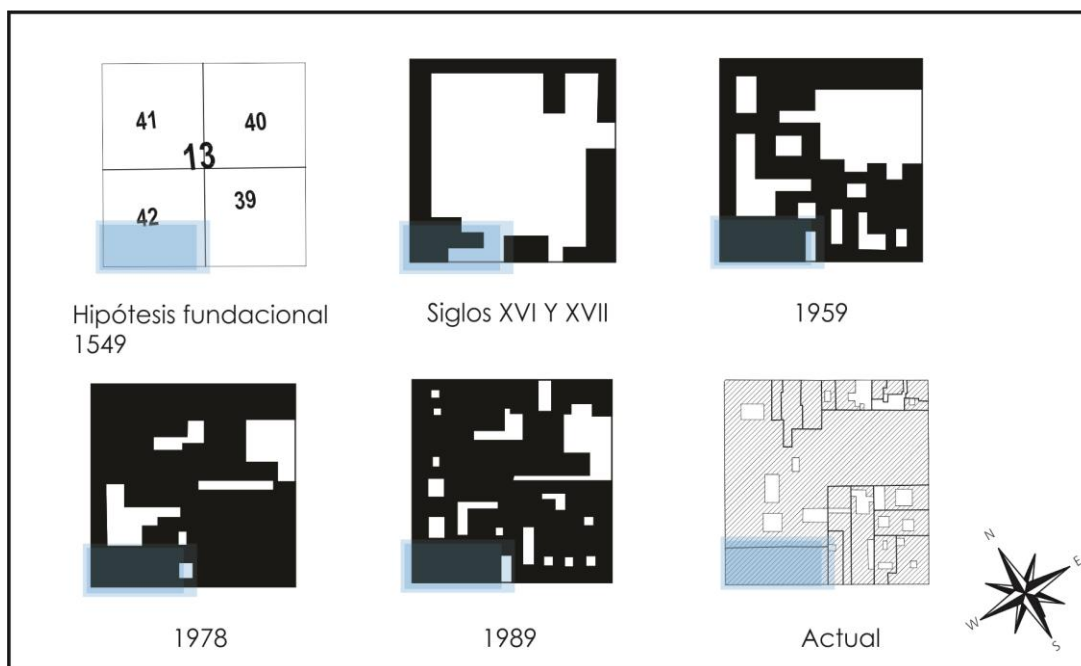 41
40
13
42
39
Hipótesis fundacional
1549
Siglos XVI Y XVII
1959
1978
1989
Actual
N
E
W
S